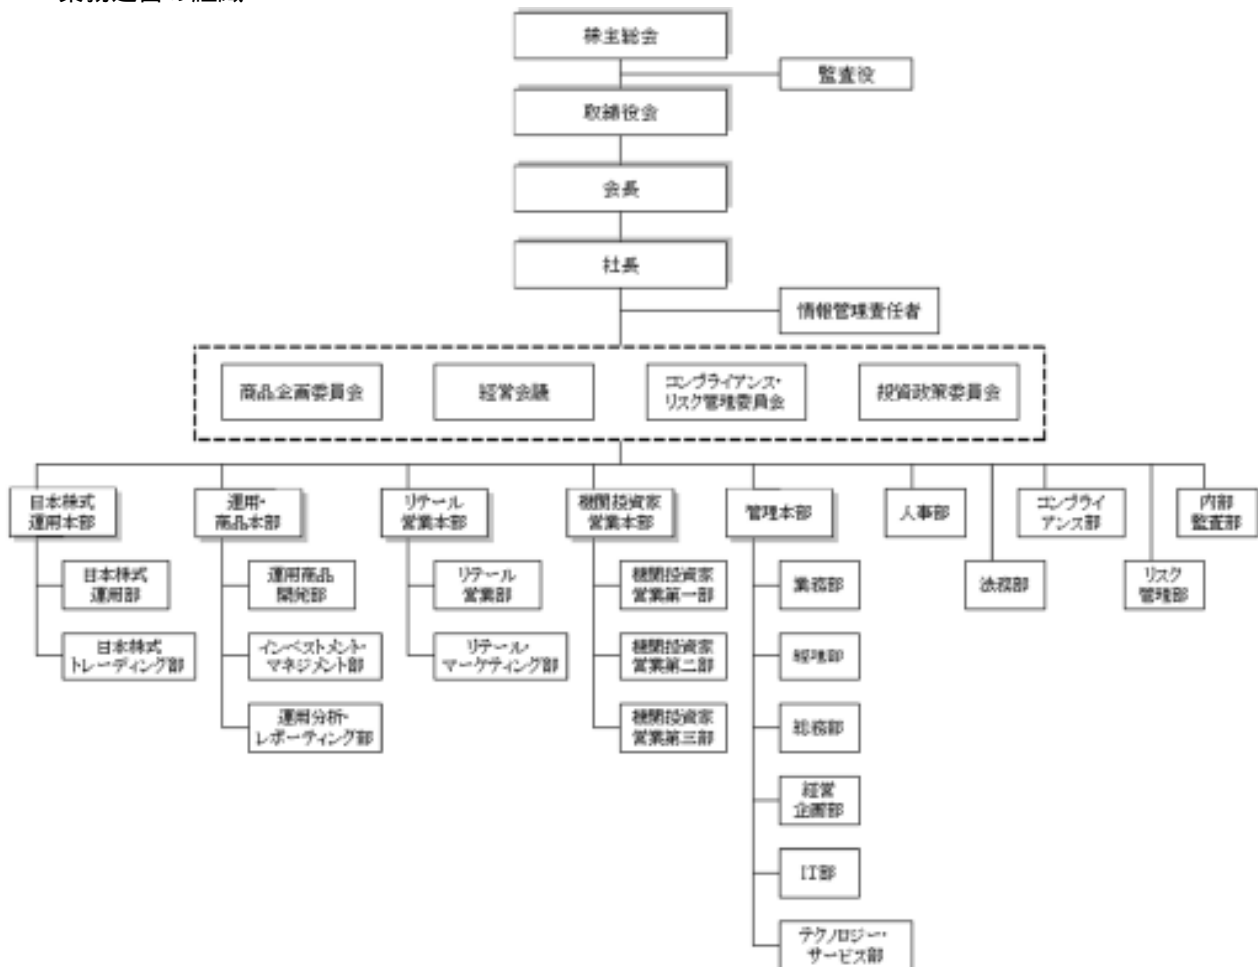 株主総会
監査役
取締役会
会長
社長
情報管理責任者
商品企画委員会
経営会議
コンプライアンス・
リスク管理委員会
投資政策委員会
日本株式
運用本部
運用・
商品本部
リテール
営業本部
機関投資家
営業本部
管理本部
人事部
コンプライ
アンス部
内部
監査部
日本株式
運用部
運用商品
開発部
リテール
営業部
機関投資家
営業第一部
業務部
法務部
リスク
管理部
日本株式
トレーディング部
インベストメント・
マネジメント部
リテール・
マーケティング部
機関投資家
営業第二部
経理部
運用分析・
レポーティング部
機関投資家
営業第三部
総務部
経営
企画部
IT部
テクノロジー・
サービス部